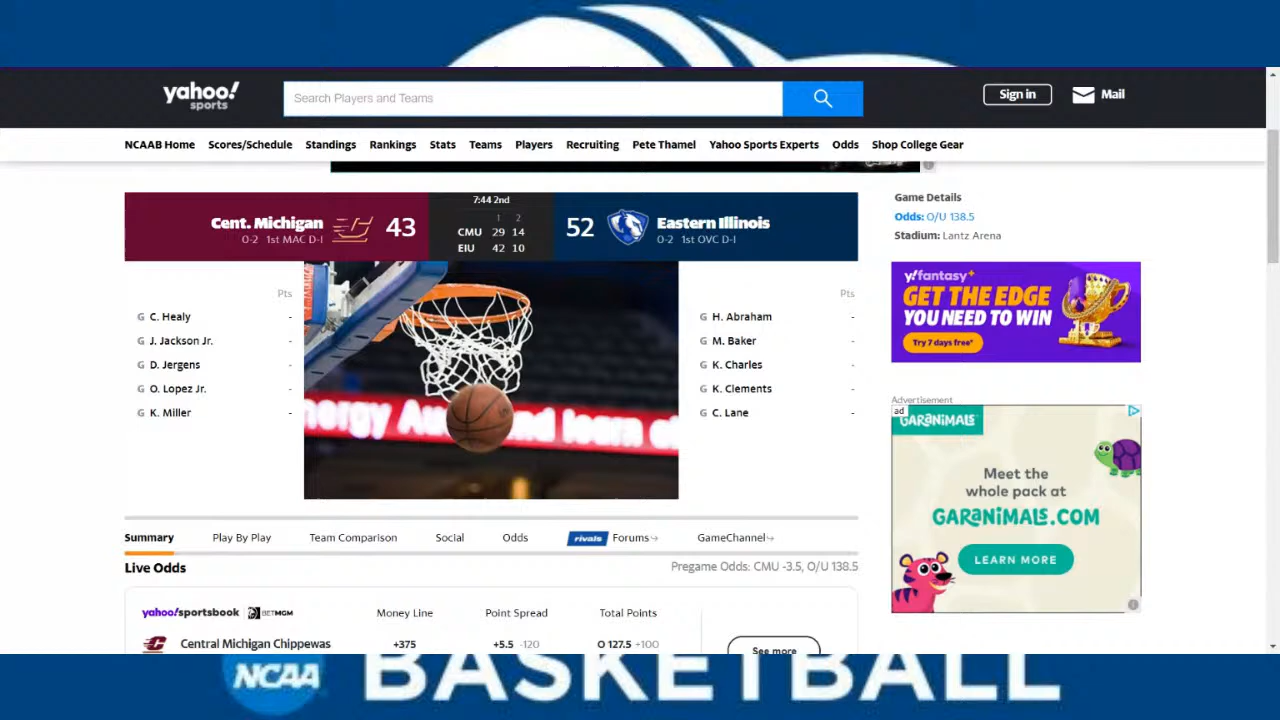 yahoo!
sports
Search Players and Teams
Sign in
Mail
NCAAB Home Scores/Schedule Standings Rankings Stats Teams Players Recruiting Pete Thamel Yahoo Sports Experts Odds Shop College Gear
Cent. Michigan
0-2 1st MAC D-I
43
7:44 2nd
1 2
CMU 29 14
EIU 42 10
52
Eastern Illinois
0-2 1st OVC D-I
Pts
G C. Healy -
G J. Jackson Jr. -
G D. Jergens -
G O. Lopez Jr. -
G K. Miller -
Pts
G H. Abraham -
G M. Baker -
G K. Charles -
G K. Clements -
G C. Lane -
Game Details
Odds: O/U 138.5
Stadium: Lantz Arena
y!fantasy+
GET THE EDGE
YOU NEED TO WIN
Try 7 days free*
Advertisement
ad
GARANIMALS
Meet the
whole pack at
GARANIMALS.COM
LEARN MORE
Summary Play By Play Team Comparison Social Odds rivals Forums GameChannel
Live Odds
Pregame Odds: CMU -3.5, O/U 138.5
yahoo!sportsbook BETMGM Money Line Point Spread Total Points
Central Michigan Chippewas +375 +5.5 -120 O 127.5 +100
See more
NCAA BASKETBALL